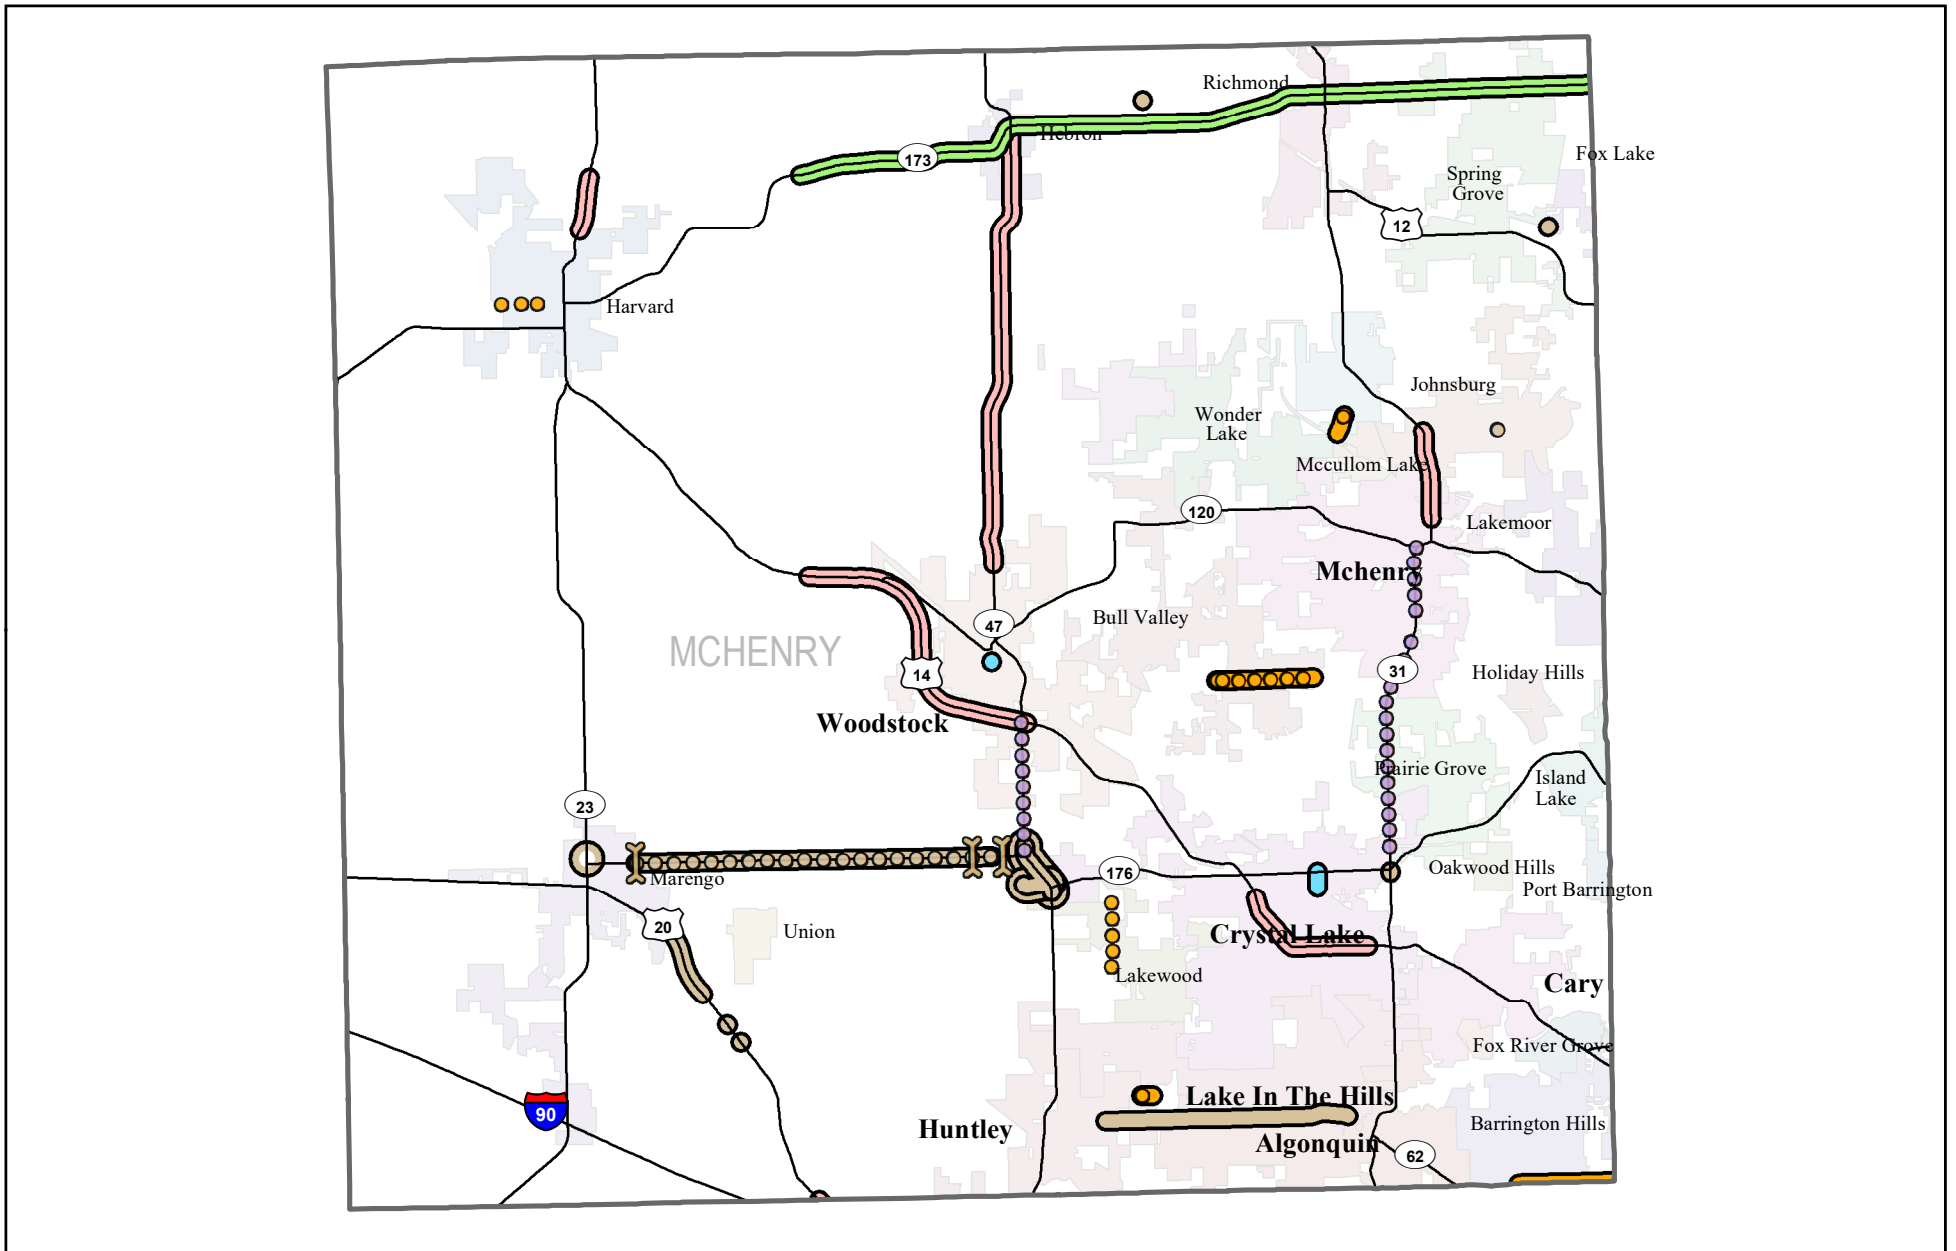 Richmond
Hebron
173
Fox Lake
Spring
Grove
12
Harvard
Johnsburg
Wonder
Lake
Mccullom Lake
120
Lakemoor
Mchenry
47
Bull Valley
MCHENRY
14
31
Holiday Hills
Woodstock
Prairie Grove
Island
Lake
23
176
Oakwood Hills
Marengo
Port Barrington
20
Union
Crystal Lake
Lakewood
Cary
Fox River Grove
90
Lake In The Hills
Huntley
Barrington Hills
Algonquin
62